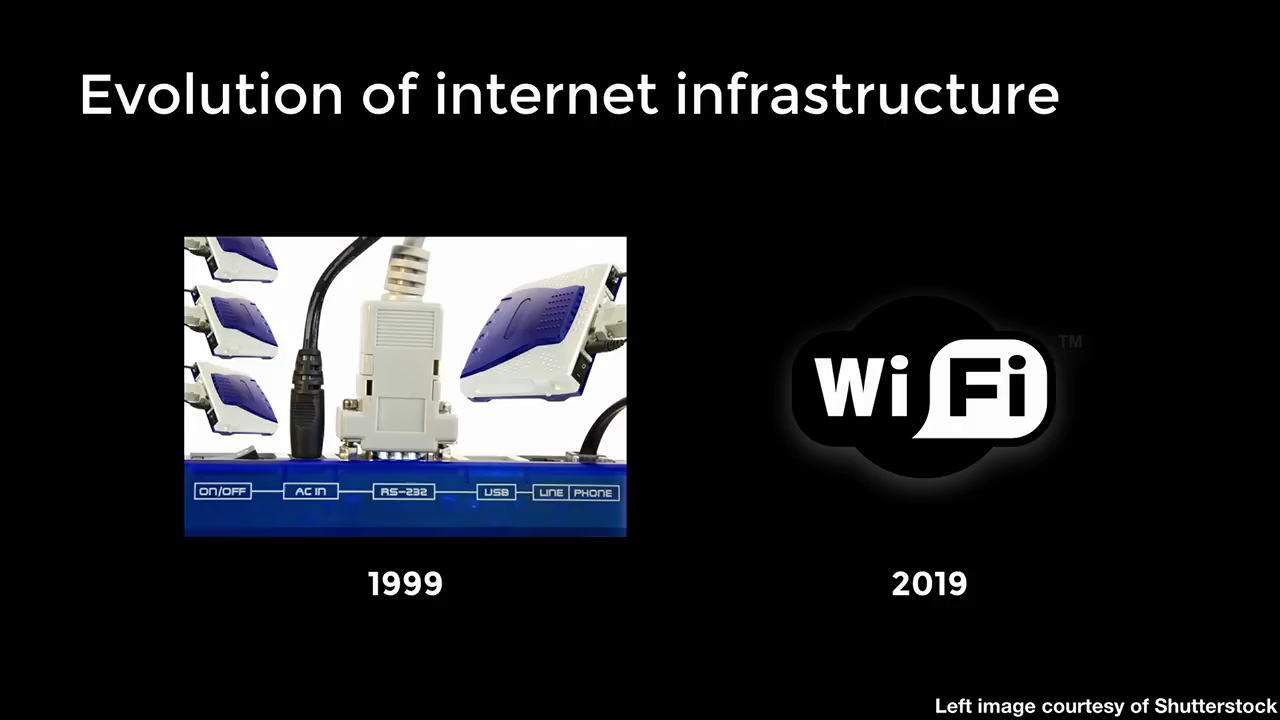 Evolution of internet infrastructure
ON/OFF AC IN RS-232 USB LINE PHONE
Wi Fi TM
1999 2019
Left image courtesy of Shutterstock